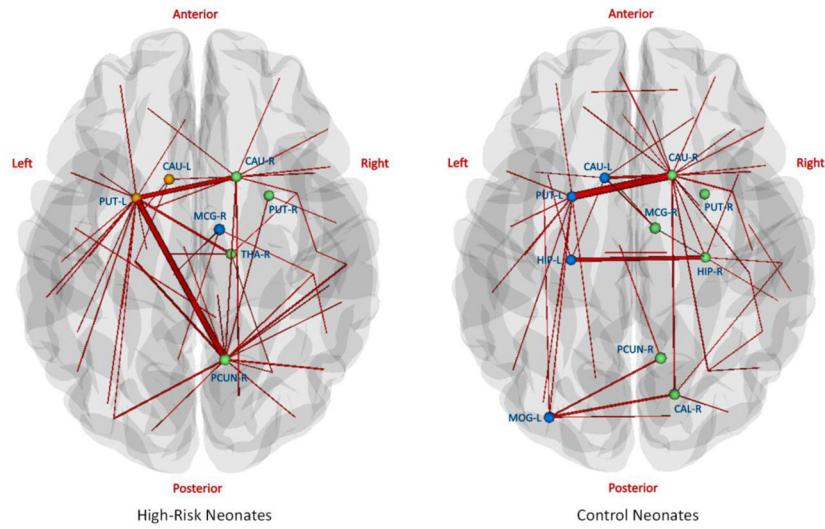 Anterior
Left
Right
CAU-L
CAU-R
PUT-L
PUT-R
MCG-R
THA-R
PCUN-R
Posterior
High-Risk Neonates
Anterior
Left
Right
CAU-L
CAU-R
PUT-L
PUT-R
MCG-R
HIP-L
HIP-R
PCUN-R
CAL-R
MOG-L
Posterior
Control Neonates